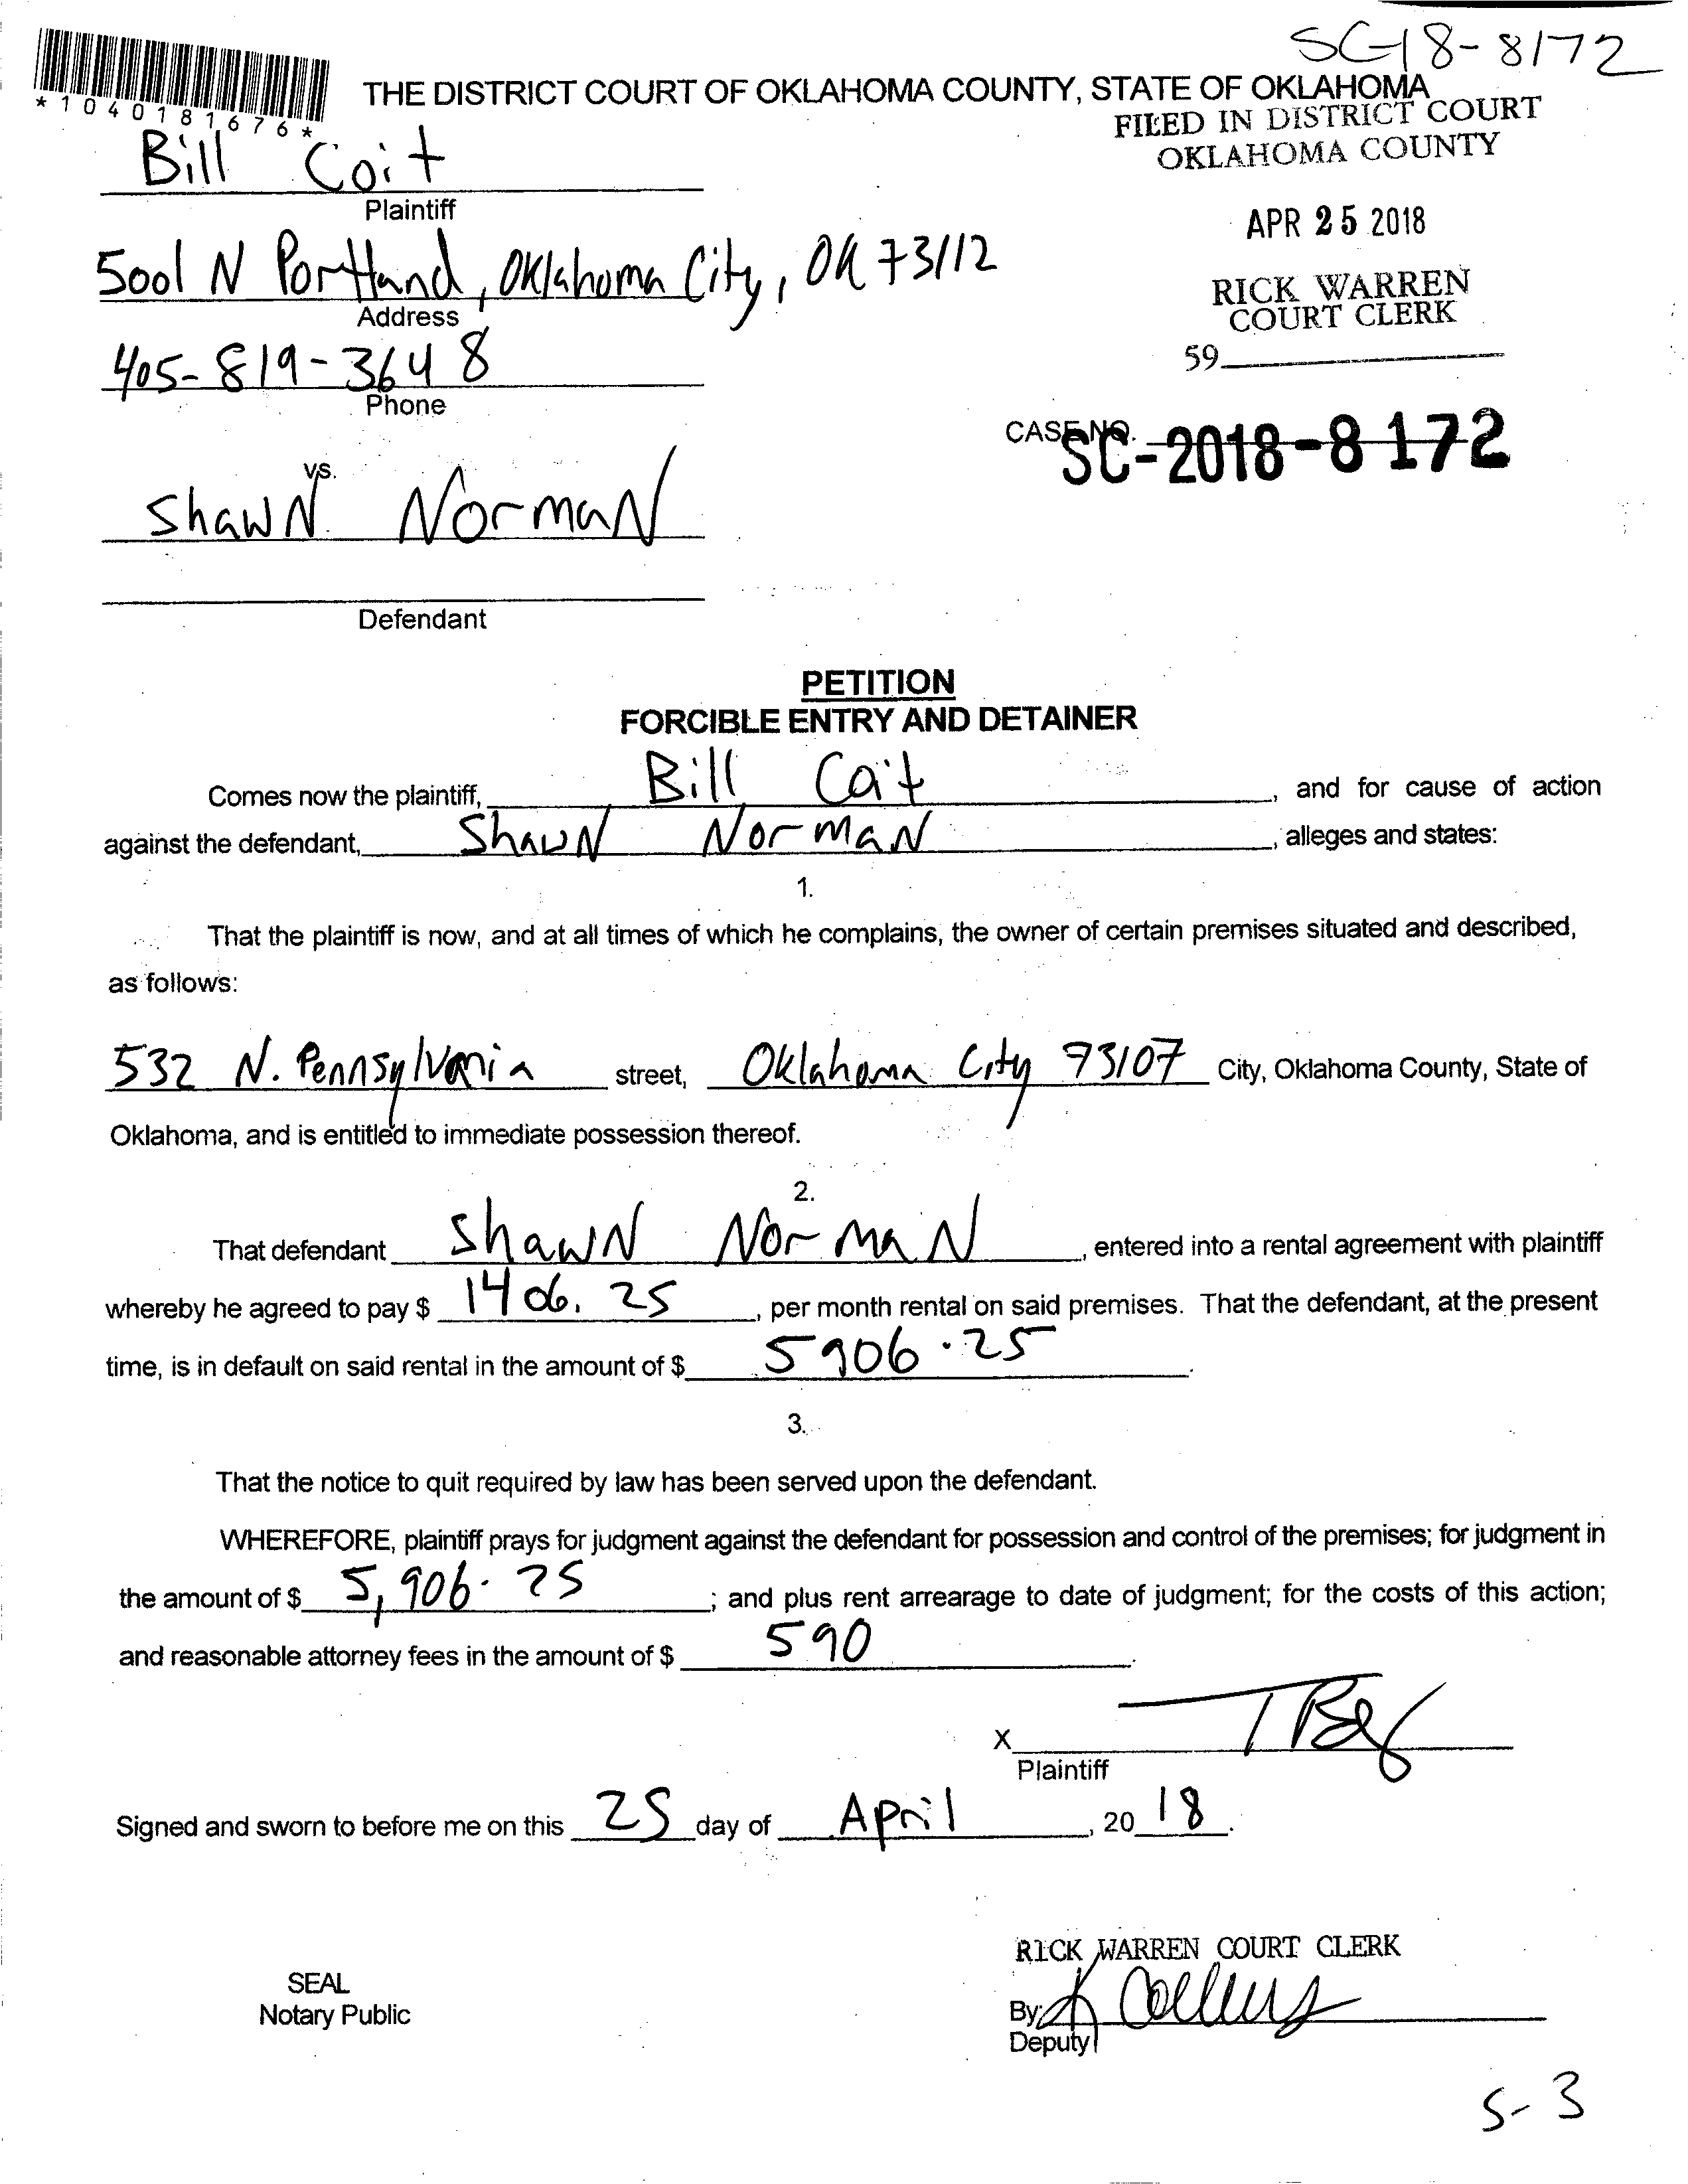 SC-18-8172
*1040181676*
THE DISTRICT COURT OF OKLAHOMA COUNTY, STATE OF OKLAHOMA
FILED IN DISTRICT COURT
OKLAHOMA COUNTY
Bill Coit
Plaintiff
APR 25 2018
5001 N Portland, Oklahoma City, OK 73112
Address
RICK WARREN
COURT CLERK
405-819-3648
Phone
59
CASE NO. SC-2018-8172
vs.
Shawn Norman
Defendant
PETITION
FORCIBLE ENTRY AND DETAINER
Comes now the plaintiff, Bill Coit, and for cause of action
against the defendant, Shawn Norman, alleges and states:
1.
That the plaintiff is now, and at all times of which he complains, the owner of certain premises situated and described,
as follows:
532 N. Pennsylvania street, Oklahoma City 73107 City, Oklahoma County, State of
Oklahoma, and is entitled to immediate possession thereof.
2.
That defendant Shawn Norman, entered into a rental agreement with plaintiff
whereby he agreed to pay $ 1406.25, per month rental on said premises. That the defendant, at the present
time, is in default on said rental in the amount of $ 5906.25.
3.
That the notice to quit required by law has been served upon the defendant.
WHEREFORE, plaintiff prays for judgment against the defendant for possession and control of the premises; for judgment in
the amount of $ 5,906.25; and plus rent arrearage to date of judgment; for the costs of this action;
and reasonable attorney fees in the amount of $ 590.
X
Plaintiff
Signed and sworn to before me on this 25 day of April, 2018.
RICK WARREN COURT CLERK
SEAL
Notary Public
By: K Collins
Deputy
5-3